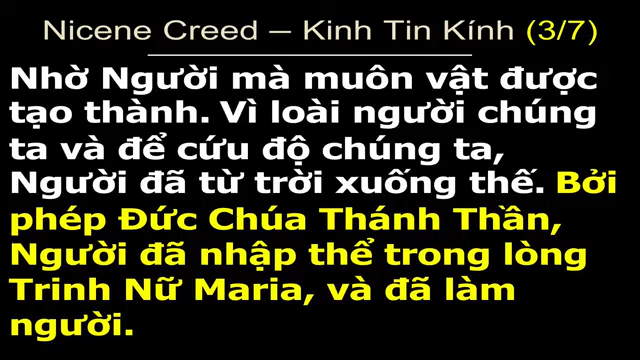 Nicene Creed – Kinh Tin Kính (3/7)
Nhờ Người mà muôn vật được
tạo thành. Vì loài người chúng
ta và để cứu độ chúng ta,
Người đã từ trời xuống thế. Bởi
phép Đức Chúa Thánh Thần,
Người đã nhập thể trong lòng
Trinh Nữ Maria, và đã làm
người.